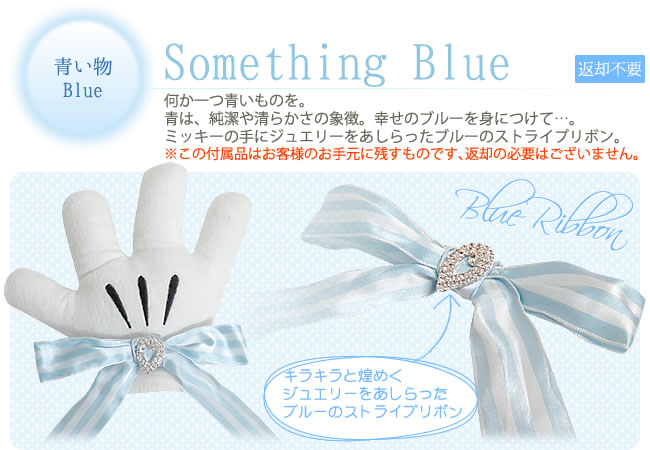 青い物
Blue
Something Blue
返却不要
何か一つ青いものを。
青は、純潔や清らかさの象徴。幸せのブルーを身につけて…。
ミッキーの手にジュエリーをあしらったブルーのストライプリボン。
※この付属品はお客様のお手元に残すものです、返却の必要はございません。
Blue Ribbon
キラキラと煌めく
ジュエリーをあしらった
ブルーのストライプリボン